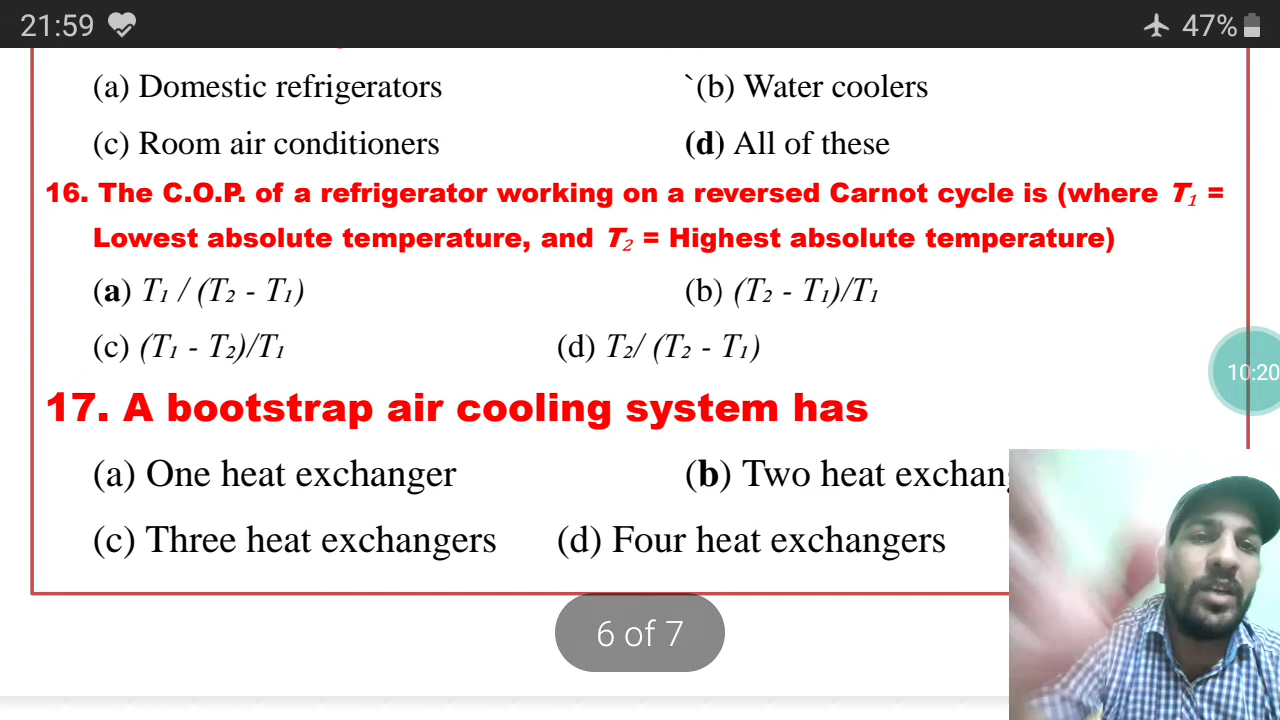 21:59 47%
(a) Domestic refrigerators `(b) Water coolers
(c) Room air conditioners (d) All of these
16. The C.O.P. of a refrigerator working on a reversed Carnot cycle is (where T₁ =
Lowest absolute temperature, and T₂ = Highest absolute temperature)
(a) T₁ / (T₂ - T₁) (b) (T₂ - T₁)/T₁
(c) (T₁ - T₂)/T₁ (d) T₂/ (T₂ - T₁)
10:20
17. A bootstrap air cooling system has
(a) One heat exchanger (b) Two heat
(c) Three heat exchangers (d) Four heat exchangers
6 of 7